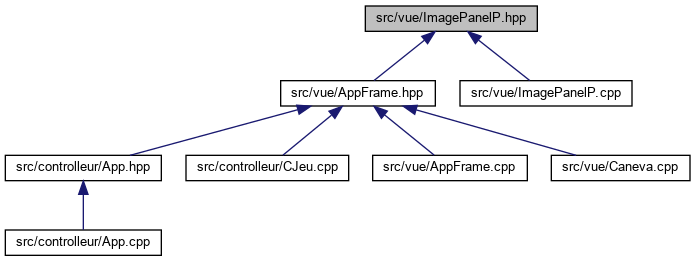 src/vue/ImagePanelP.hpp
src/vue/AppFrame.hpp
src/vue/ImagePanelP.cpp
src/controlleur/App.hpp
src/controlleur/CJeu.cpp
src/vue/AppFrame.cpp
src/vue/Caneva.cpp
src/controlleur/App.cpp